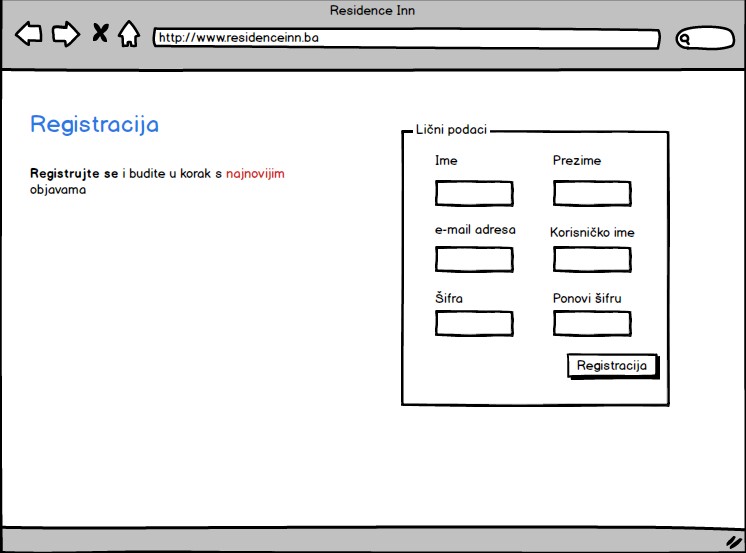 Residence Inn
http://www.residenceinn.ba
Registracija
Registrujte se i budite u korak s najnovijim
objavama
Lični podaci
Ime
Prezime
e-mail adresa
Korisničko ime
Šifra
Ponovi šifru
Registracija